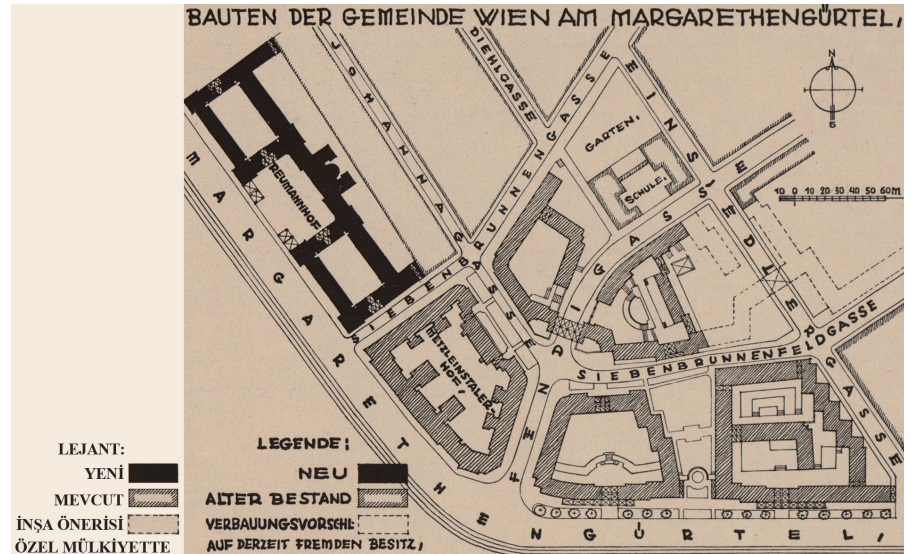 BAUTEN DER GEMEINDE WIEN AM MARGARETHENGÜRTEL,
JOHANNAGASSE
DIEHLGASSE
SIEBENBRUNNENGASSE
EINSIEDLERGASSE
GARTEN,
SCHULE,
N
S
10 0 10 20 30 40 50 60m
REUMANNHOF
MARGARETHENGÜRTEL,
METZLEINSTALER-
HOF,
FENDIGASSE
SIEBENBRUNNENFELDGASSE
LEJANT:
YENİ
MEVCUT
İNŞA ÖNERİSİ
ÖZEL MÜLKİYETTE
LEGENDE:
NEU
ALTER BESTAND
VERBAUUNGSVORSCHL
AUF DERZEIT FREMDEN BESITZ,